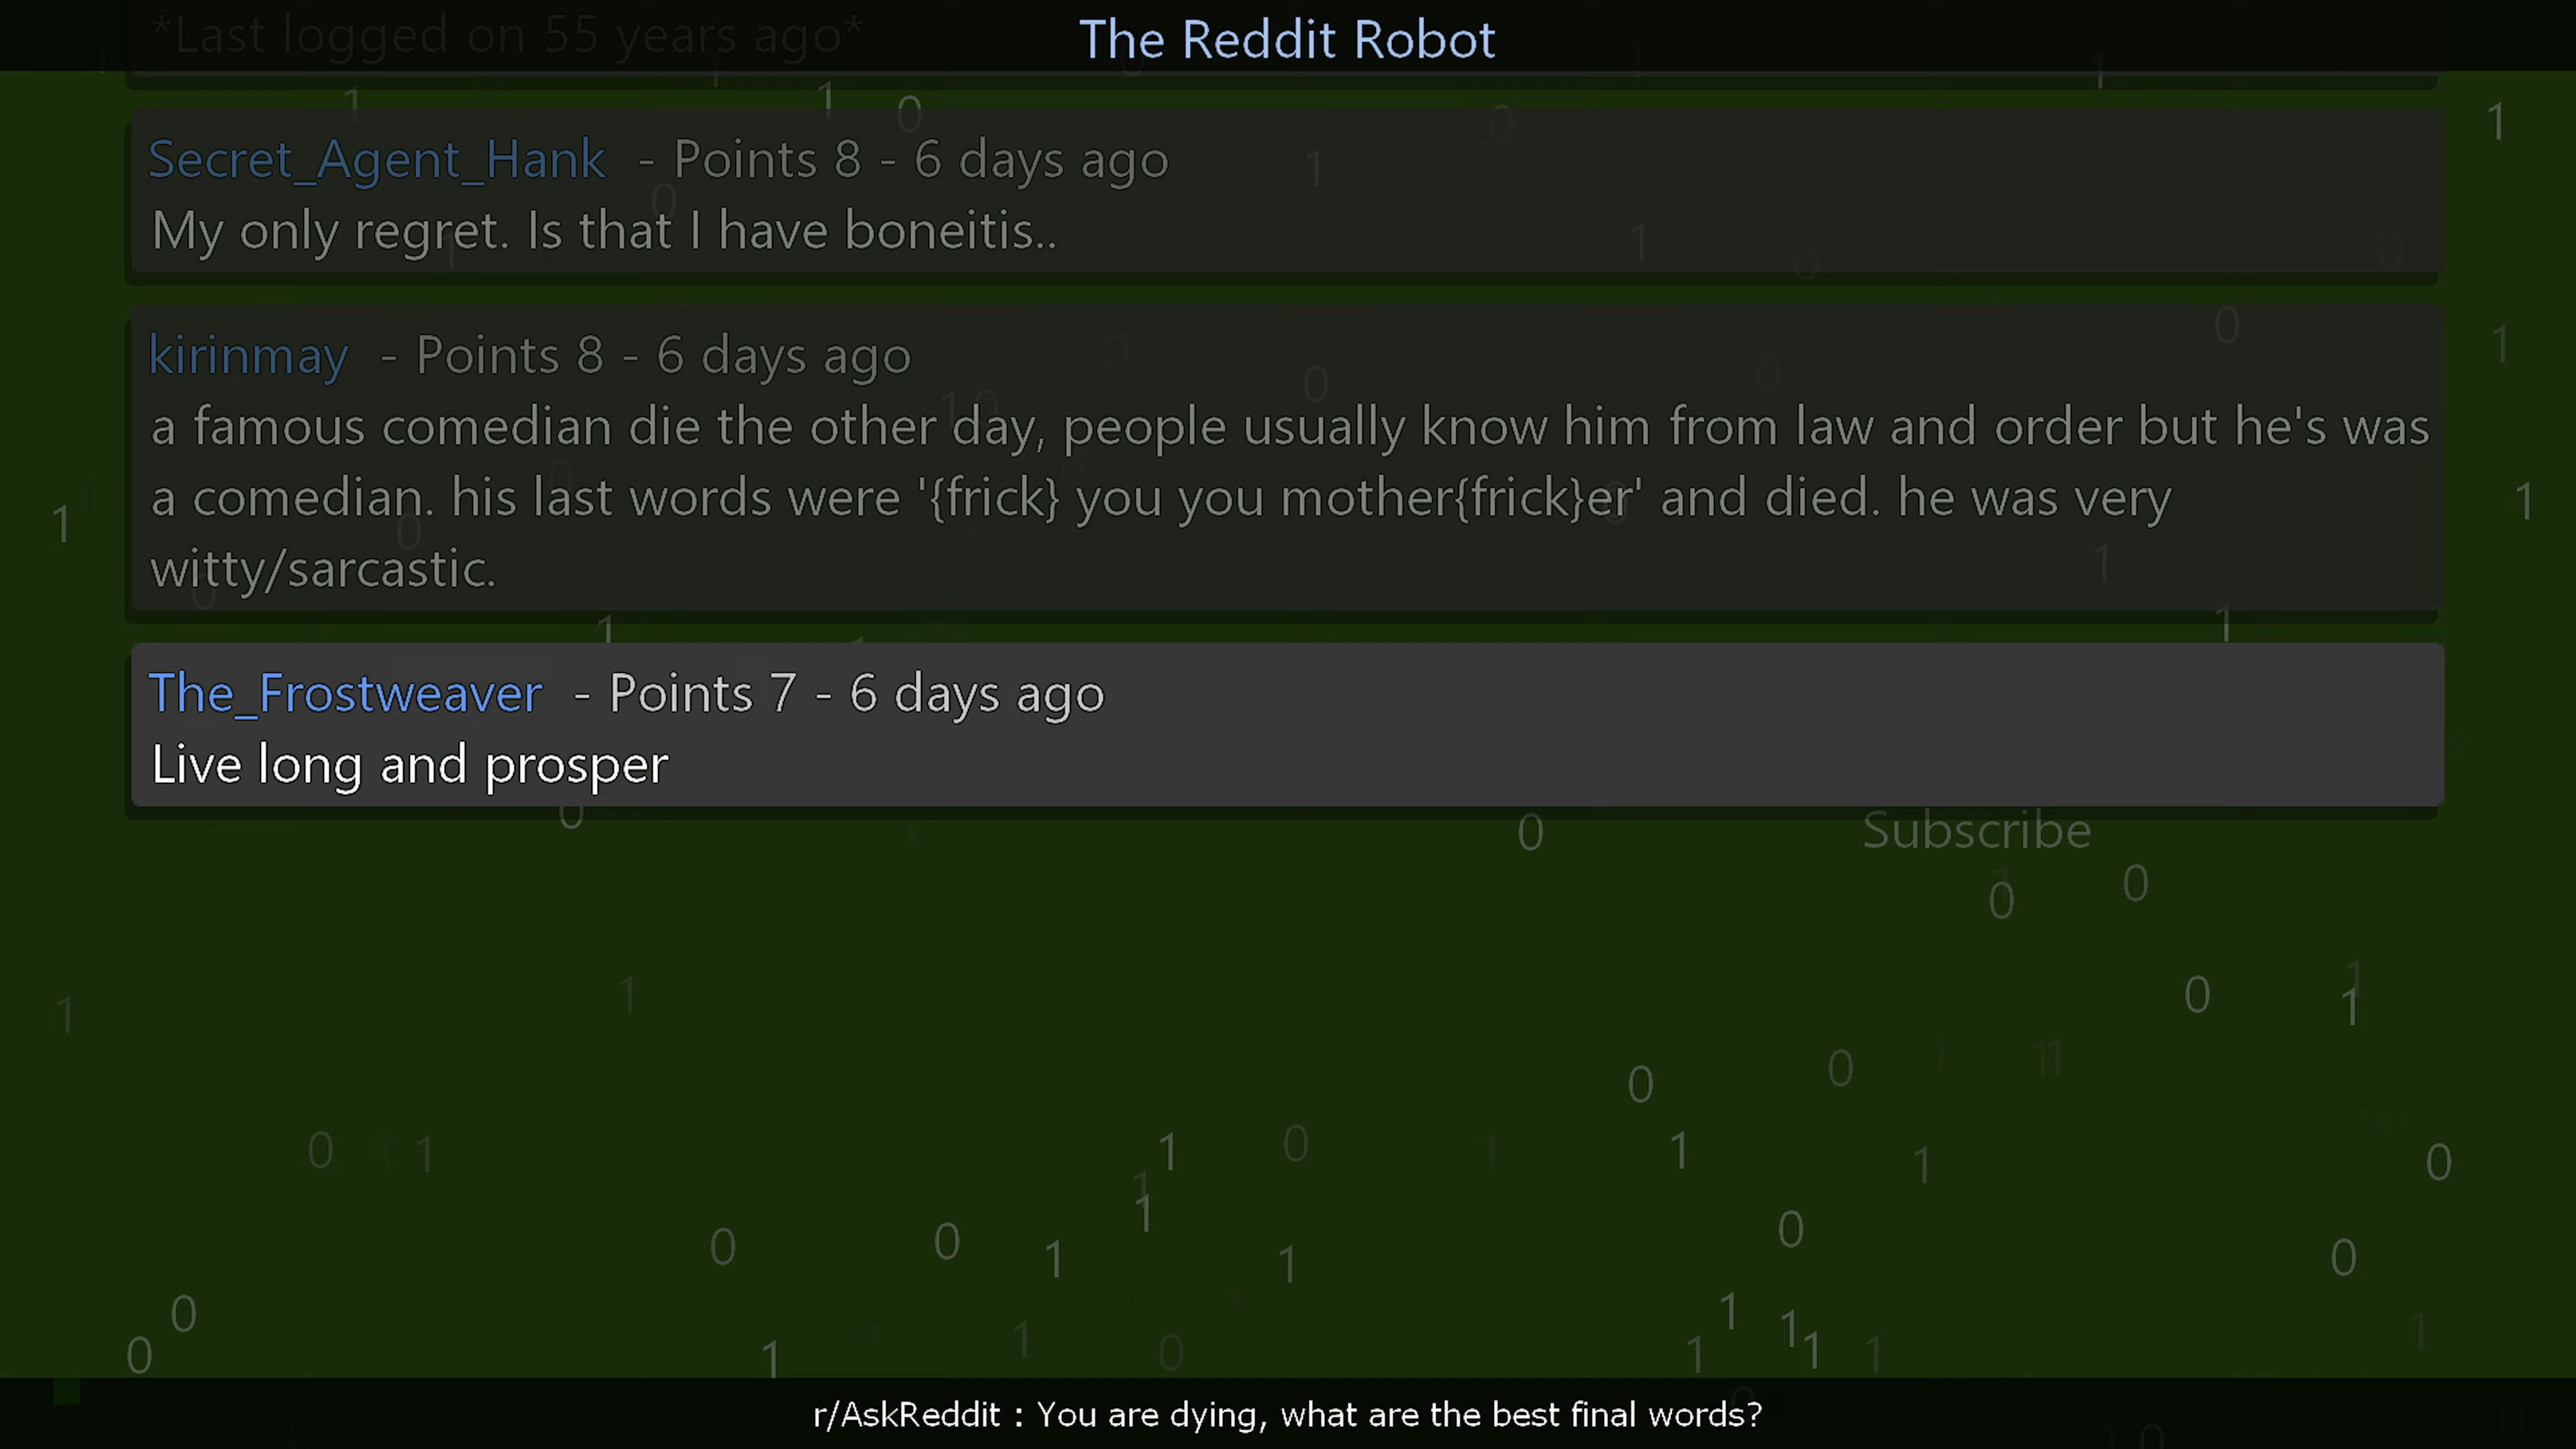 *Last logged on 55 years ago*
The Reddit Robot
Secret_Agent_Hank - Points 8 - 6 days ago
My only regret. Is that I have boneitis..
kirinmay - Points 8 - 6 days ago
a famous comedian die the other day, people usually know him from law and order but he's was
a comedian. his last words were '{frick} you you mother{frick}er' and died. he was very
witty/sarcastic.
The_Frostweaver - Points 7 - 6 days ago
Live long and prosper
Subscribe
r/AskReddit : You are dying, what are the best final words?